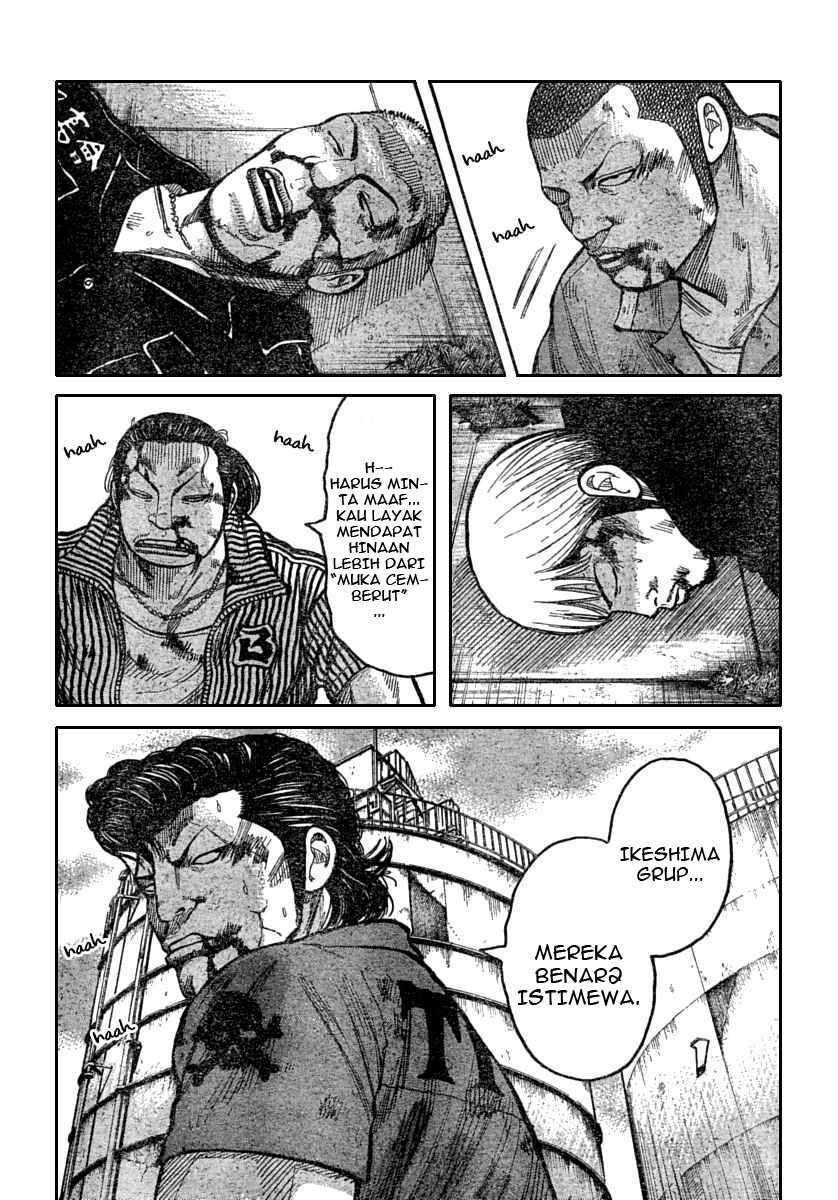 haah
haah
haah
haah
H--
HARUS MIN-
TA MAAF...
KAU LAYAK
MENDAPAT
HINAAN
LEBIH DARI
"MUKA CEM-
BERUT"
...
IKESHIMA
GRUP...
MEREKA
BENAR2
ISTIMEWA.
haah
haah